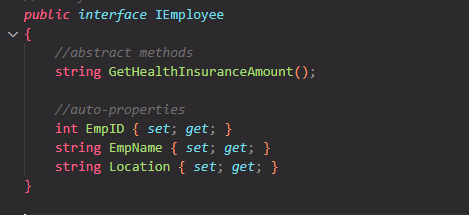 public interface IEmployee
{
//abstract methods
string GetHealthInsuranceAmount();
//auto-properties
int EmpID { set; get; }
string EmpName { set; get; }
string Location { set; get; }
}